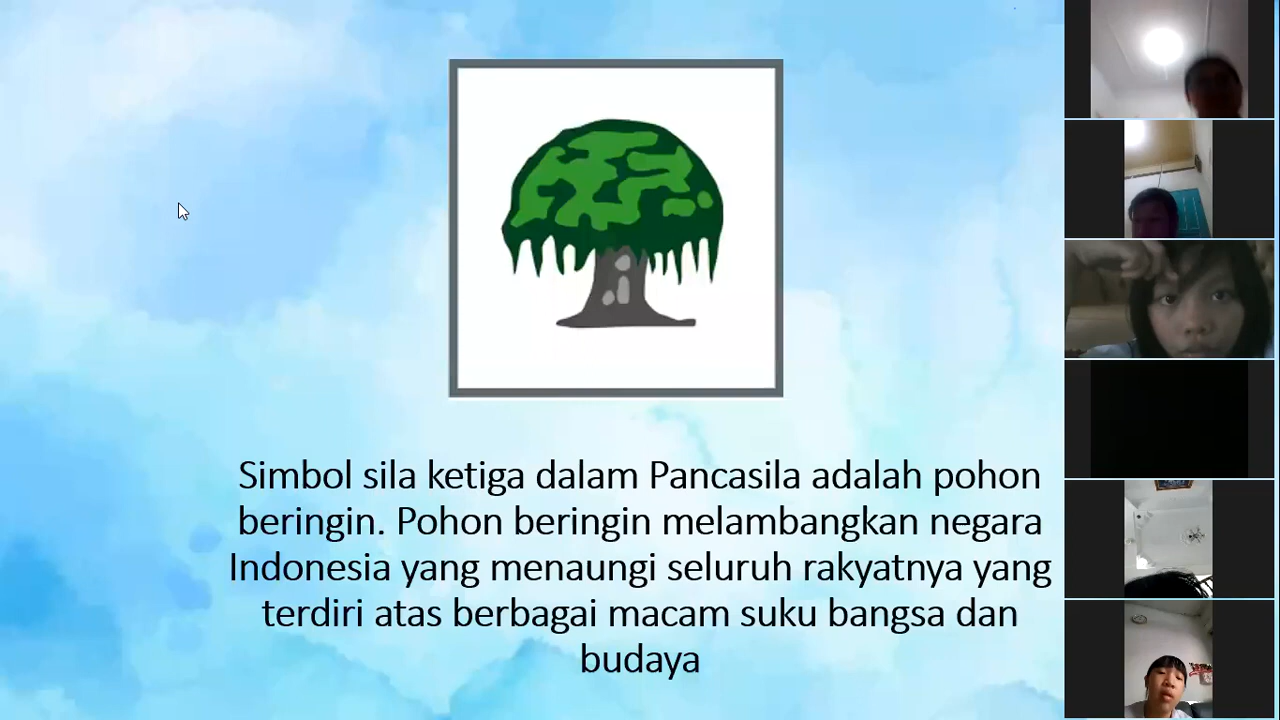 Simbol sila ketiga dalam Pancasila adalah pohon
beringin. Pohon beringin melambangkan negara
Indonesia yang menaungi seluruh rakyatnya yang
terdiri atas berbagai macam suku bangsa dan
budaya